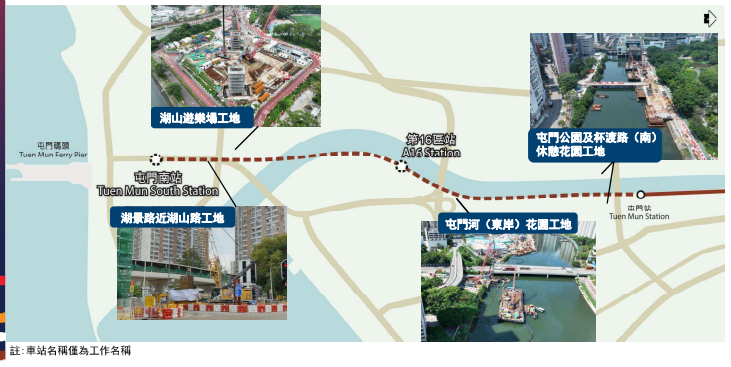 湖山遊樂場工地
屯門公園及杯渡路（南）
休憩花園工地
屯門碼頭
Tuen Mun Ferry Pier
第16區站
A16 Station
屯門南站
Tuen Mun South Station
屯門站
Tuen Mun Station
湖景路近湖山路工地
屯門河（東岸）花園工地
註：車站名稱僅為工作名稱